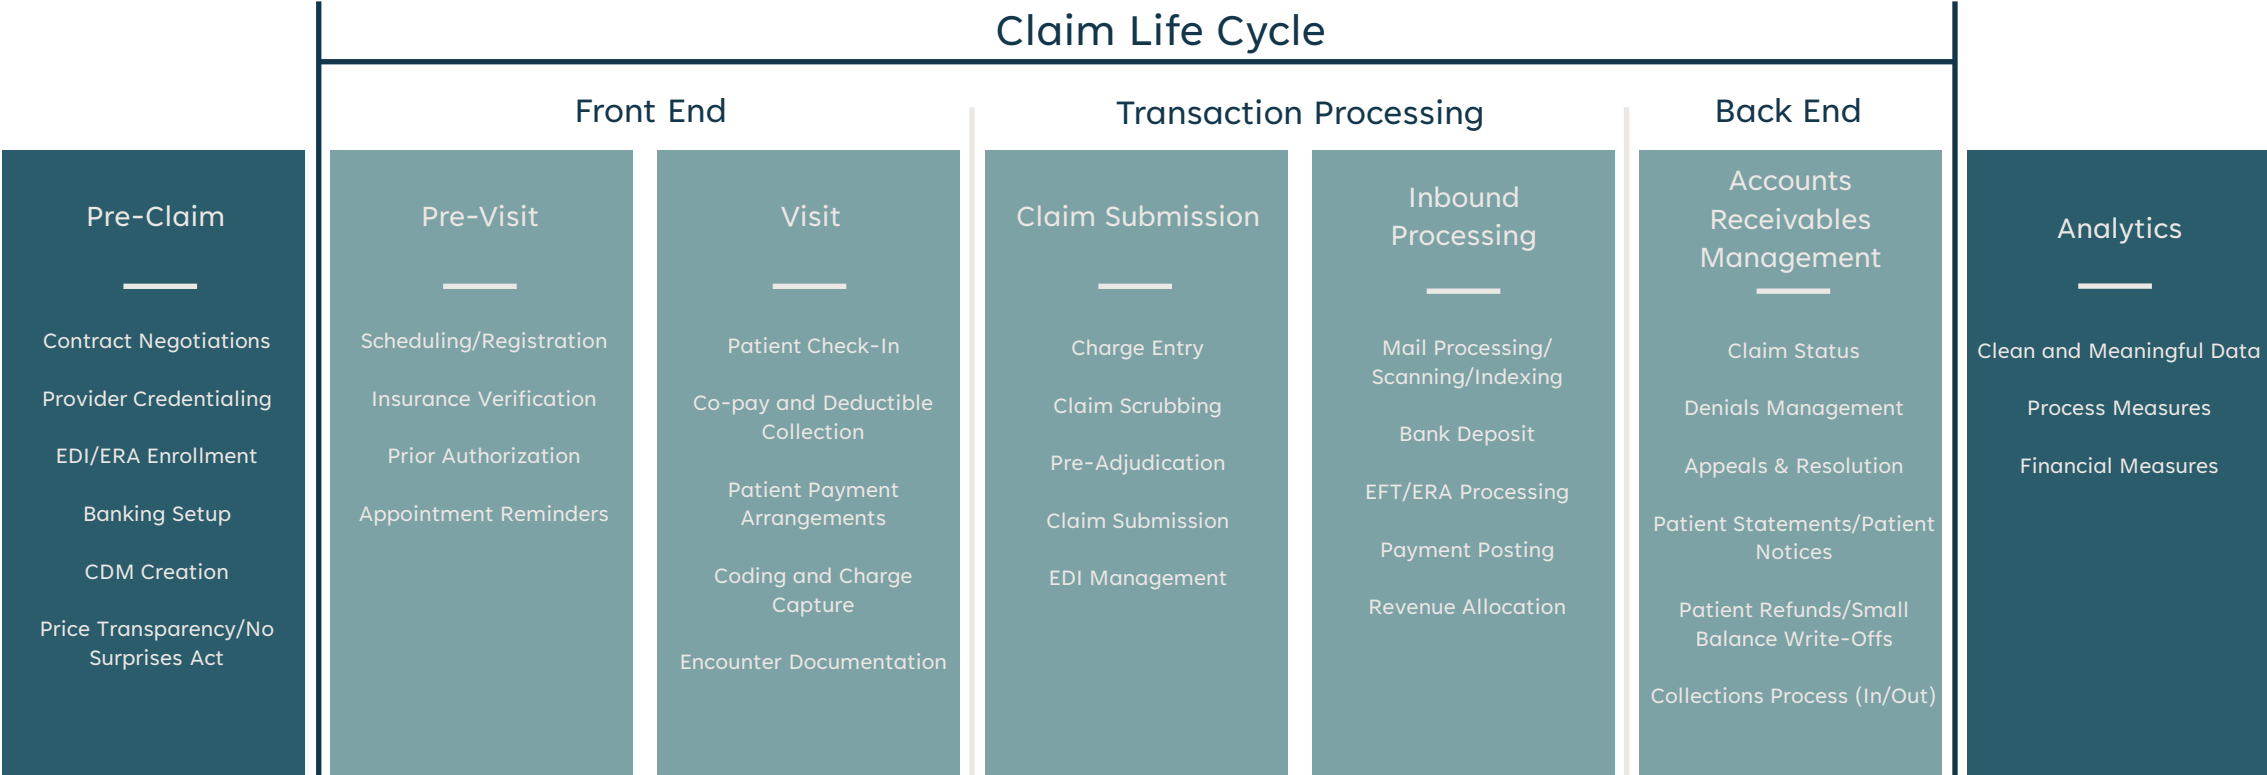 Claim Life Cycle
Front End
Transaction Processing
Back End
Pre-Claim
Contract Negotiations
Provider Credentialing
EDI/ERA Enrollment
Banking Setup
CDM Creation
Price Transparency/No
Surprises Act
Pre-Visit
Scheduling/Registration
Insurance Verification
Prior Authorization
Appointment Reminders
Visit
Patient Check-In
Co-pay and Deductible
Collection
Patient Payment
Arrangements
Coding and Charge
Capture
Encounter Documentation
Claim Submission
Charge Entry
Claim Scrubbing
Pre-Adjudication
Claim Submission
EDI Management
Inbound
Processing
Mail Processing/
Scanning/Indexing
Bank Deposit
EFT/ERA Processing
Payment Posting
Revenue Allocation
Accounts
Receivables
Management
Claim Status
Denials Management
Appeals & Resolution
Patient Statements/Patient
Notices
Patient Refunds/Small
Balance Write-Offs
Collections Process (In/Out)
Analytics
Clean and Meaningful Data
Process Measures
Financial Measures